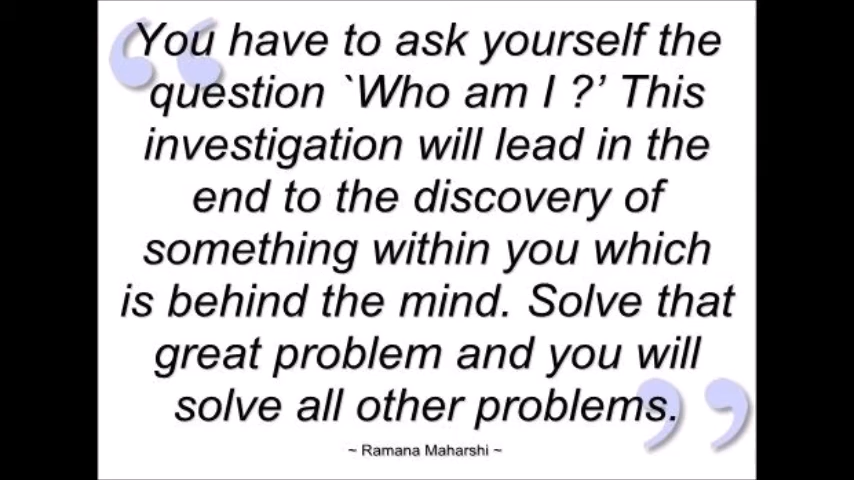 You have to ask yourself the
question `Who am I ?’ This
investigation will lead in the
end to the discovery of
something within you which
is behind the mind. Solve that
great problem and you will
solve all other problems.
~ Ramana Maharshi ~